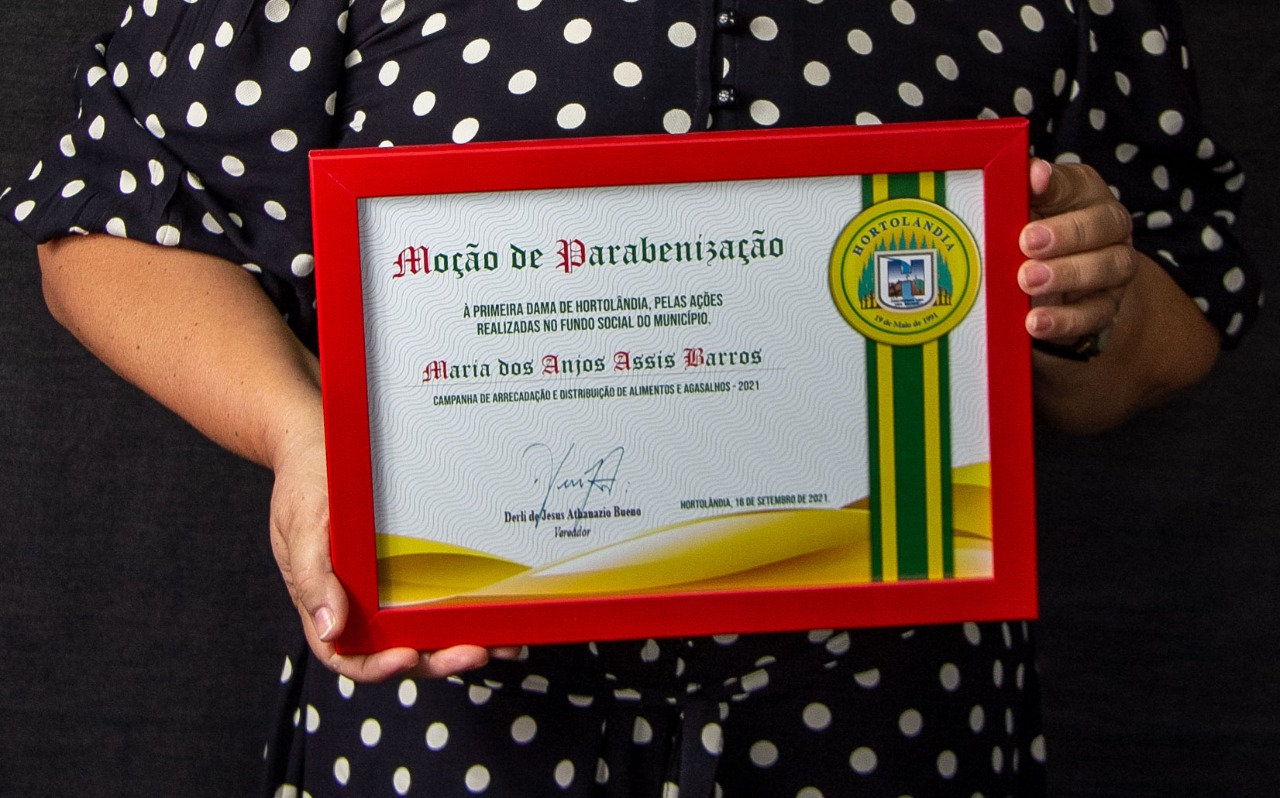 Moção de Parabenização
À PRIMEIRA DAMA DE HORTOLÂNDIA, PELAS AÇÕES
REALIZADAS NO FUNDO SOCIAL DO MUNICÍPIO.
Maria dos Anjos Assis Barros
CAMPANHA DE ARRECADAÇÃO E DISTRIBUIÇÃO DE ALIMENTOS E AGASALHOS - 2021
Derli de Jesus Athanazio Bueno
Vereador
HORTOLÂNDIA, 16 DE SETEMBRO DE 2021.
HORTOLÂNDIA
19 de Maio de 1991